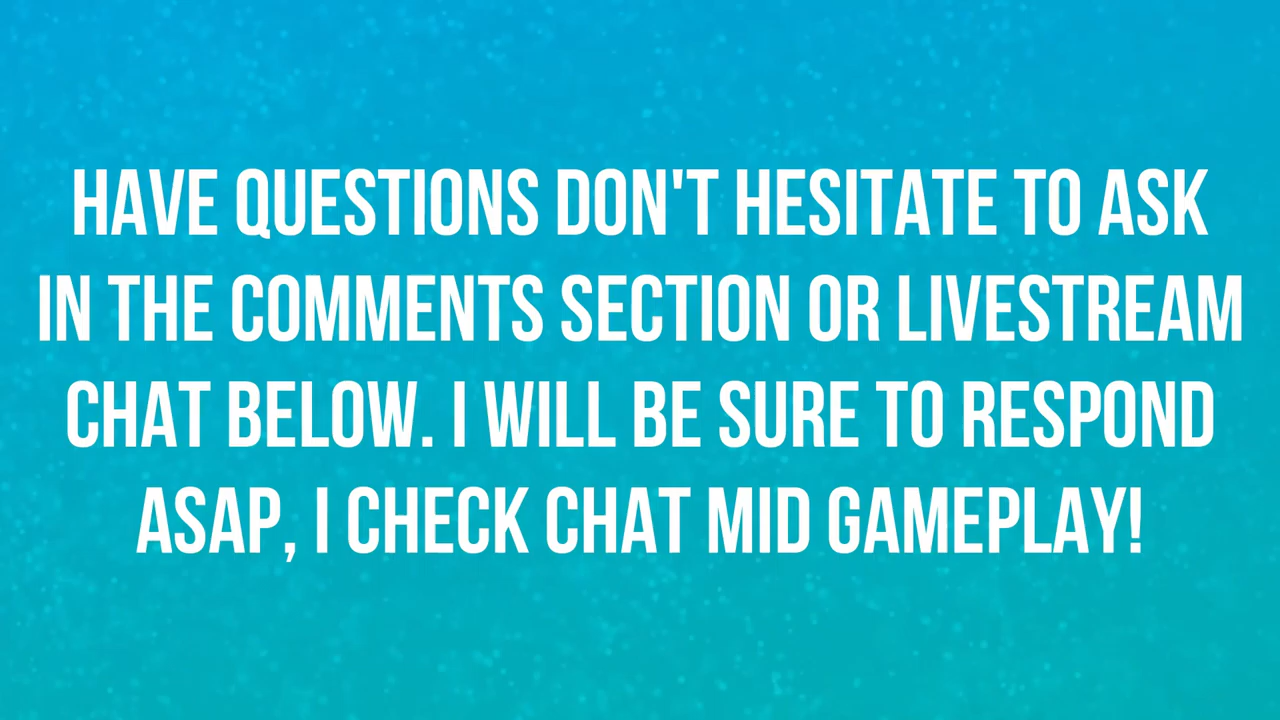 HAVE QUESTIONS DON'T HESITATE TO ASK
IN THE COMMENTS SECTION OR LIVESTREAM
CHAT BELOW. I WILL BE SURE TO RESPOND
ASAP, I CHECK CHAT MID GAMEPLAY!